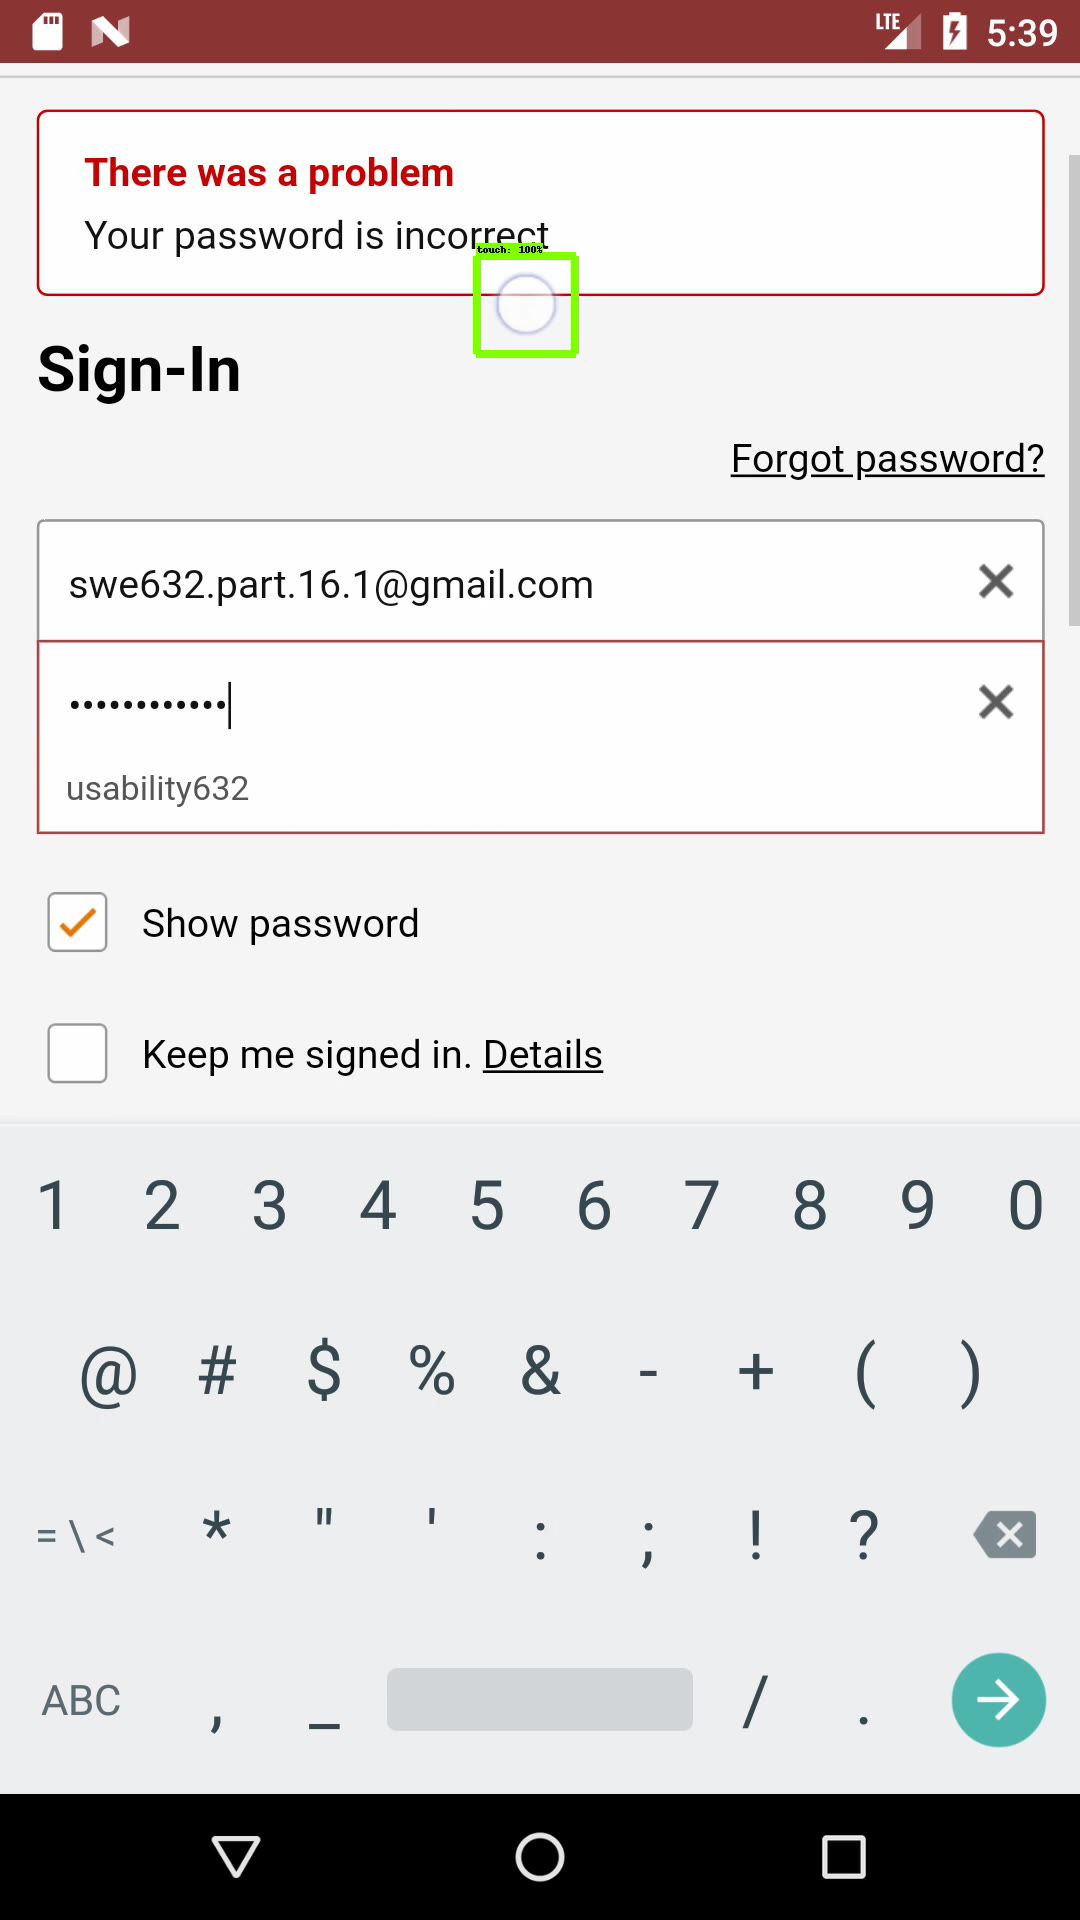 LTE 5:39
There was a problem
Your password is incorrect
touch: 100%
Sign-In
Forgot password?
swe632.part.16.1@gmail.com
••••••••••••
usability632
Show password
Keep me signed in. Details
1 2 3 4 5 6 7 8 9 0
@ # $ % & - + ( )
= \ < * " ' : ; ! ?
ABC , _ / .